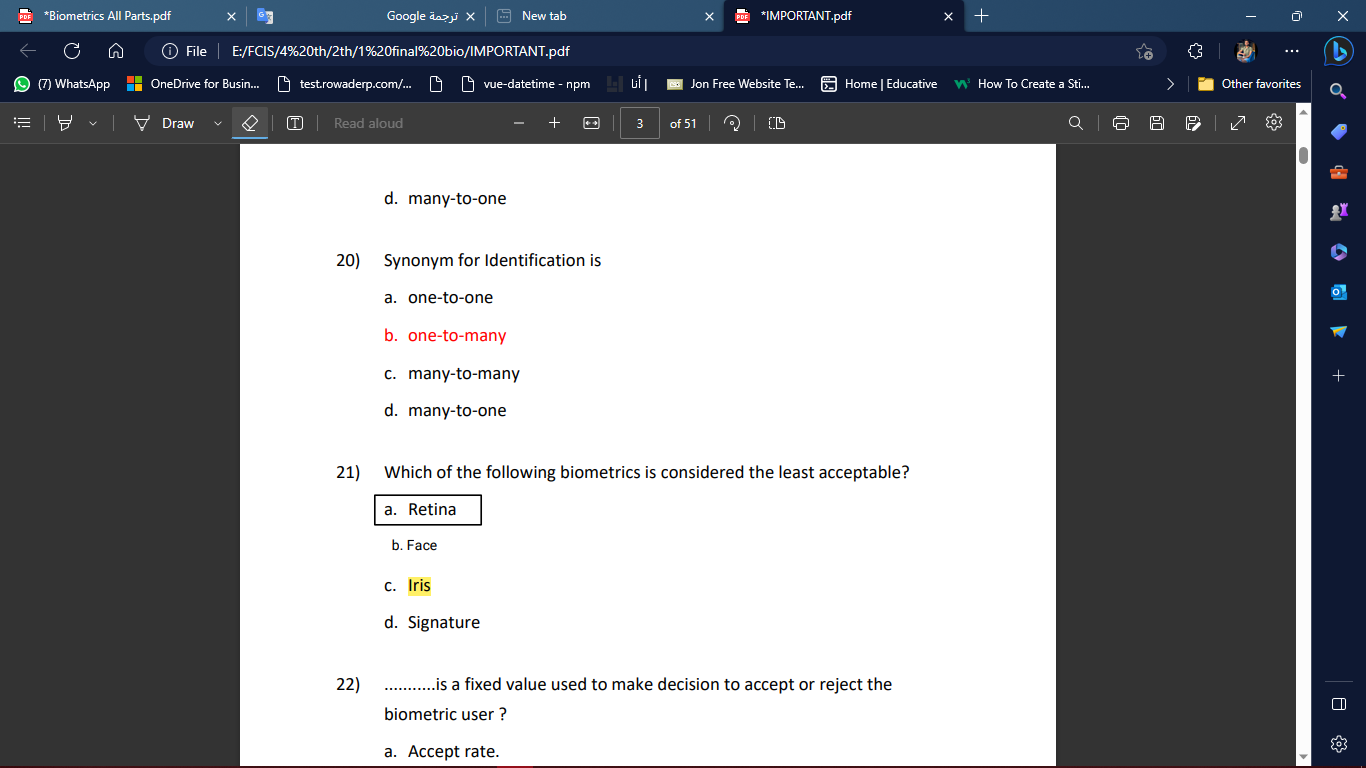 *Biometrics All Parts.pdf
ترجمة Google
New tab
*IMPORTANT.pdf
File
E:/FCIS/4%20th/2th/1%20final%20bio/IMPORTANT.pdf
(7) WhatsApp
OneDrive for Busin...
test.rowaderp.com/...
vue-datetime - npm
Jon Free Website Te...
Home | Educative
How To Create a Sti...
Other favorites
Draw
Read aloud
3
of 51
d. many-to-one
20) Synonym for Identification is
a. one-to-one
b. one-to-many
c. many-to-many
d. many-to-one
21) Which of the following biometrics is considered the least acceptable?
a. Retina
b. Face
c. Iris
d. Signature
22) ...........is a fixed value used to make decision to accept or reject the
biometric user ?
a. Accept rate.